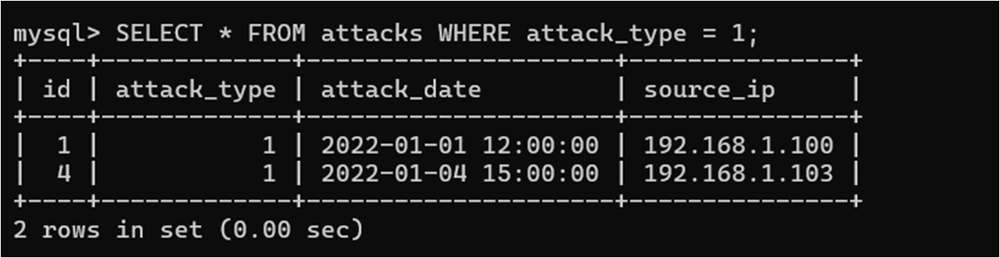 mysql> SELECT * FROM attacks WHERE attack_type = 1;
+----+-------------+---------------------+---------------+
| id | attack_type | attack_date         | source_ip     |
+----+-------------+---------------------+---------------+
|  1 |           1 | 2022-01-01 12:00:00 | 192.168.1.100 |
|  4 |           1 | 2022-01-04 15:00:00 | 192.168.1.103 |
+----+-------------+---------------------+---------------+
2 rows in set (0.00 sec)